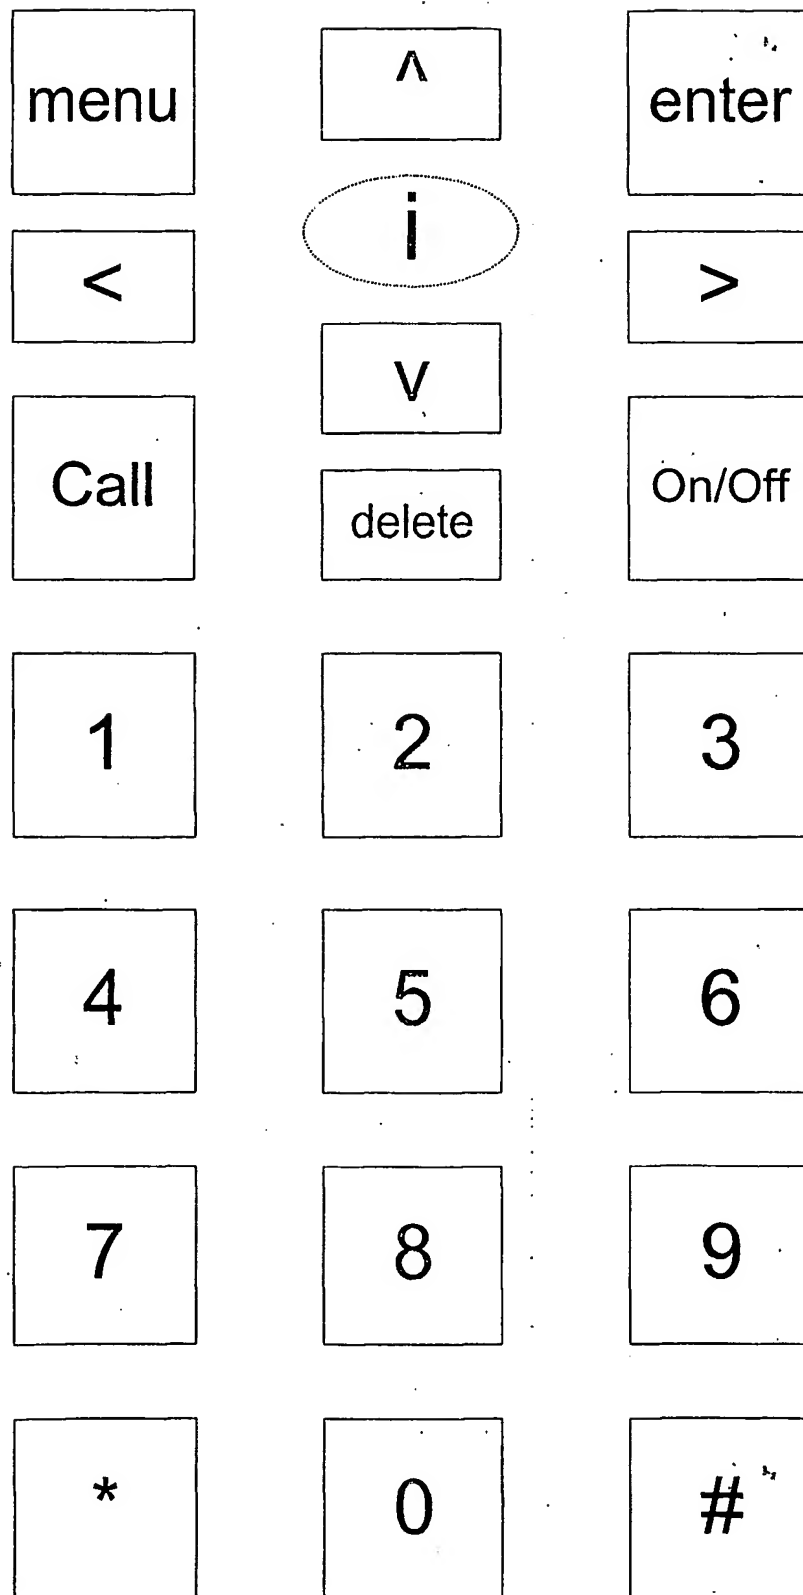 menu ^ enter
i
< >
v
Call delete On/Off
1 2 3
4 5 6
7 8 9
* 0 #